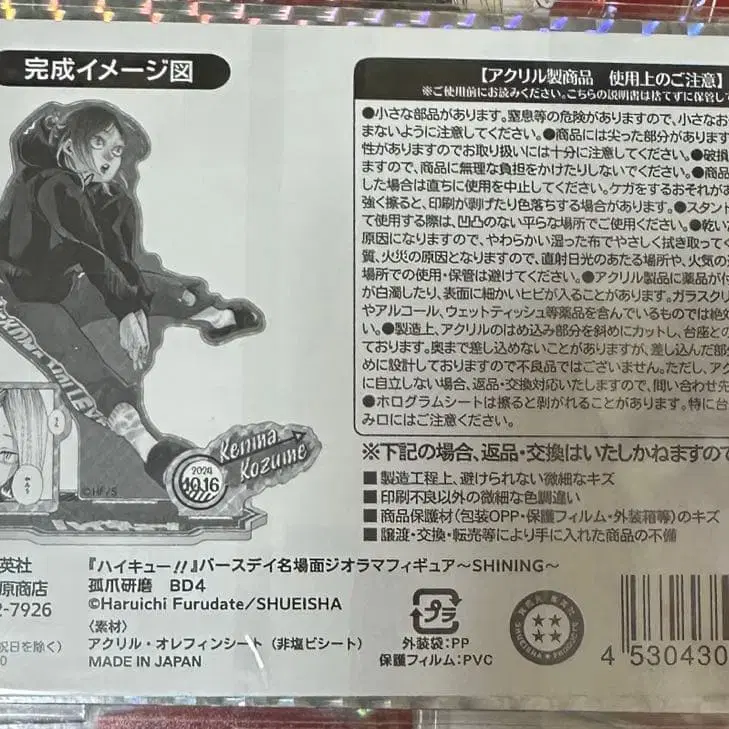 完成イメージ図
Kenma
Kozume
2024
10.16
©HF/S
【アクリル製商品 使用上のご注意】
※ご使用前にお読みください。こちらの説明書は捨てずに保管して
●小さな部品があります。窒息等の危険がありますので、小さなお
まないように注意してください。●商品には尖った部分があります
性がありますのでお取り扱いには十分に注意してください。●破損
ますので、商品に無理な負担をかけたりしないでください。●商品
した場合は直ちに使用を中止してください。ケガをするおそれがあ
強く擦ると、印刷が剥げたり色落ちする場合があります。●スタント
て使用する際は、凹凸のない平らな場所でご使用ください。●乾いた
原因になりますので、やわらかい湿った布でやさしく拭き取ってく
質、火災の原因となりますので、直射日光のあたる場所や、火気の
場所での使用・保管は避けてください。●アクリル製品に薬品が付
が白濁したり、表面に細かいヒビが入ることがあります。ガラスクリ
やアルコール、ウェットティッシュ等薬品を含んでいるものでは絶対
い。●製造上、アクリルのはめ込み部分を斜めにカットし、台座との
ております。奥まで差し込めないことがありますが、差し込んだ部分
めに設計しておりますので不良品ではございません。ただし、アク
に自立しない場合、返品・交換対応いたしますので、問い合わせ先
●ホログラムシートは擦ると剥がれることがあります。特に台
み口にはご注意ください。
※下記の場合、返品・交換はいたしかねますので
■製造工程上、避けられない微細なキズ
■印刷不良以外の微細な色調違い
■商品保護材(包装OPP・保護フィルム・外装箱等)のキズ
■譲渡・交換・転売等により手に入れた商品の不備
英社
原商店
2-7926
祝日を除く)
0
『ハイキュー!!』バースデイ名場面ジオラマフィギュア～SHINING～
孤爪研磨 BD4
©Haruichi Furudate/SHUEISHA
〈素材〉
アクリル・オレフィンシート（非塩ビシート）
MADE IN JAPAN
プラ
外装袋:PP
保護フィルム:PVC
SHUEISHA
4 530430